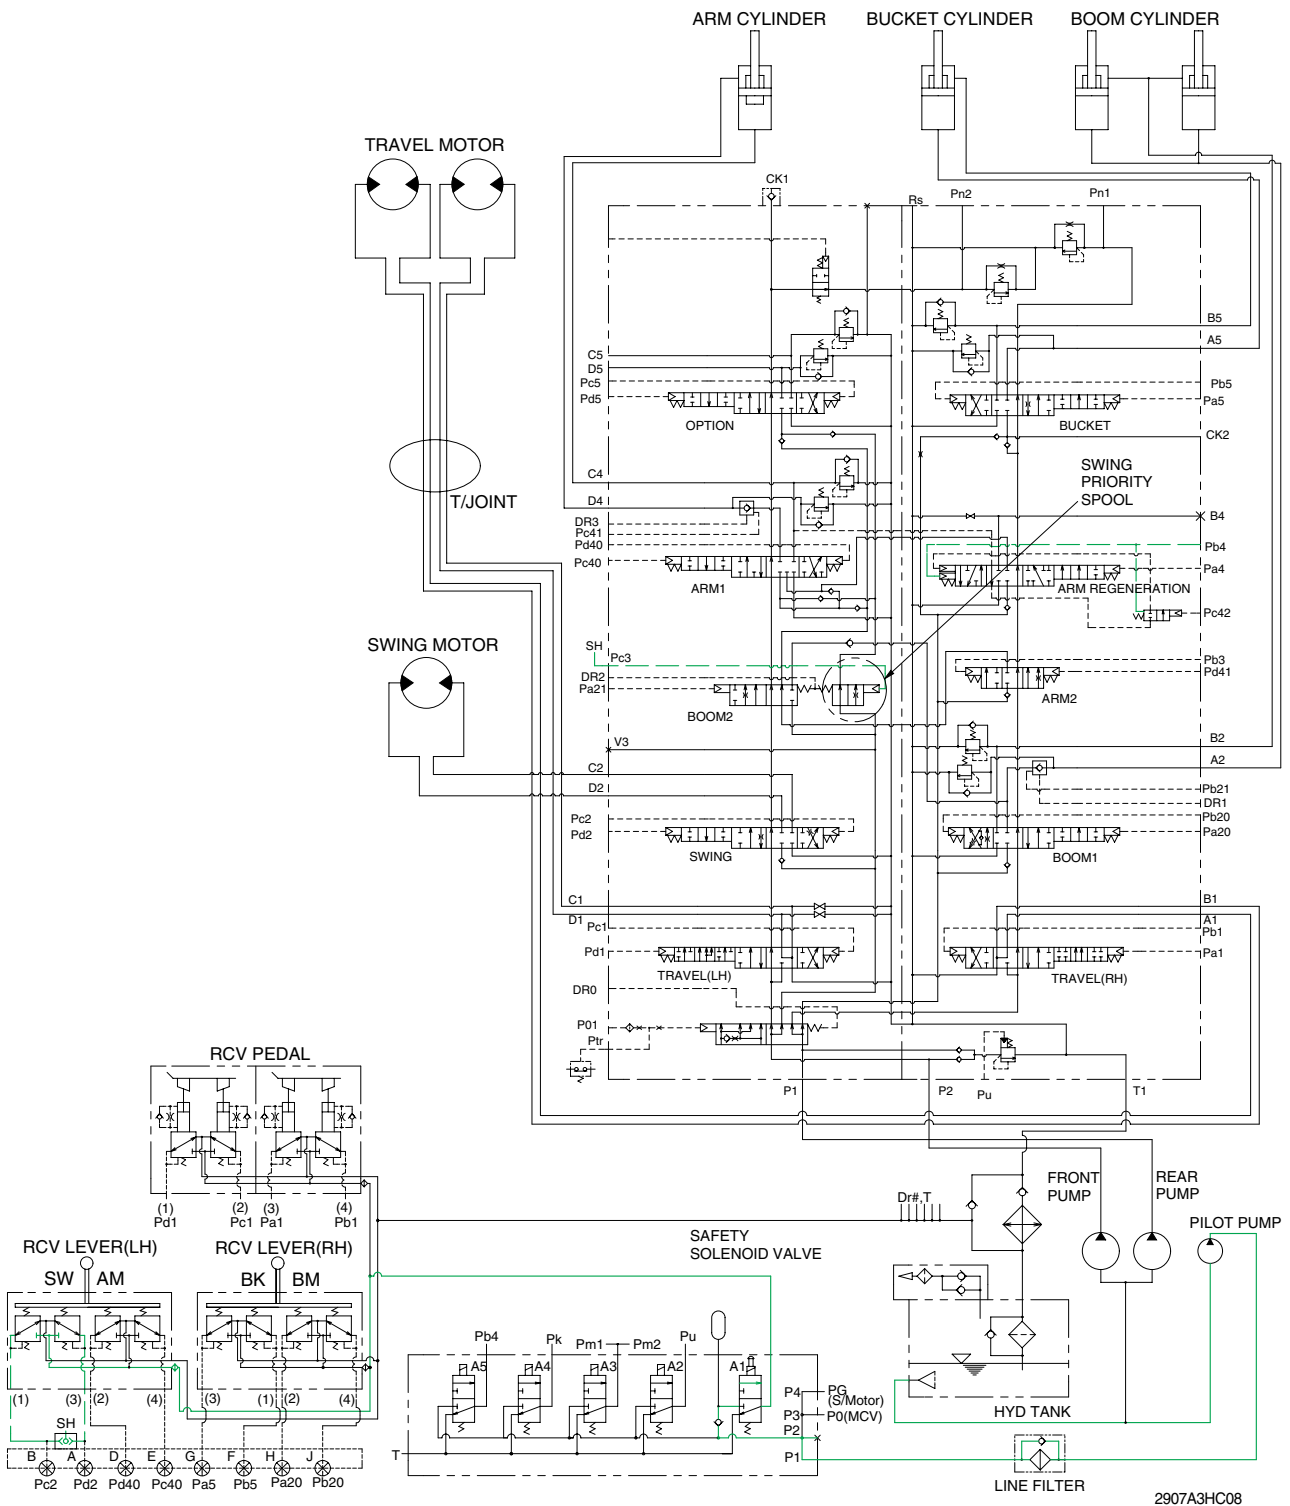 ARM CYLINDER
BUCKET CYLINDER
BOOM CYLINDER
TRAVEL MOTOR
CK1
Rs
Pn2
Pn1
B5
A5
C5
D5
Pc5
Pd5
Pb5
Pa5
OPTION
BUCKET
CK2
T/JOINT
C4
D4
DR3
Pc41
Pd40
Pc40
SWING
PRIORITY
SPOOL
B4
Pb4
Pa4
ARM1
ARM REGENERATION
Pc42
SWING MOTOR
SH
Pc3
DR2
Pa21
Pb3
Pd41
BOOM2
ARM2
V3
B2
C2
A2
D2
Pb21
DR1
Pc2
Pb20
Pd2
Pa20
SWING
BOOM1
C1
B1
D1
Pc1
A1
Pb1
Pd1
Pa1
TRAVEL(LH)
TRAVEL(RH)
DR0
P01
Ptr
P1
P2
Pu
T1
RCV PEDAL
(1)
(2)
(3)
(4)
Pd1
Pc1
Pa1
Pb1
FRONT
PUMP
REAR
PUMP
PILOT PUMP
Dr#,T
SAFETY
SOLENOID VALVE
RCV LEVER(LH)
RCV LEVER(RH)
SW
AM
BK
BM
(1)
(3)
(2)
(4)
(3)
(1)
(2)
(4)
SH
B
A
D
E
G
F
H
J
Pc2
Pd2
Pd40
Pc40
Pa5
Pb5
Pa20
Pb20
Pb4
Pk
Pm1
Pm2
Pu
A5
A4
A3
A2
A1
P4
PG
(S/Motor)
P3
P0(MCV)
P2
P1
T
HYD TANK
LINE FILTER
2907A3HC08